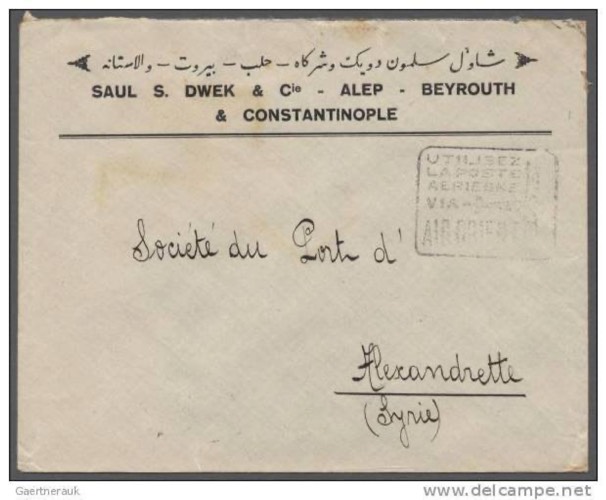 شاؤل سلمون دويك وشركاه - حلب - بيروت - والاستانه
SAUL S. DWEK & Cie - ALEP - BEYROUTH
& CONSTANTINOPLE
UTILISEZ
LA POSTE
AERIENNE
VIA
AIR ORIENT
Société du Port d'
Alexandrette
(Syrie)
Gaertnerauk
www.delcampe.net